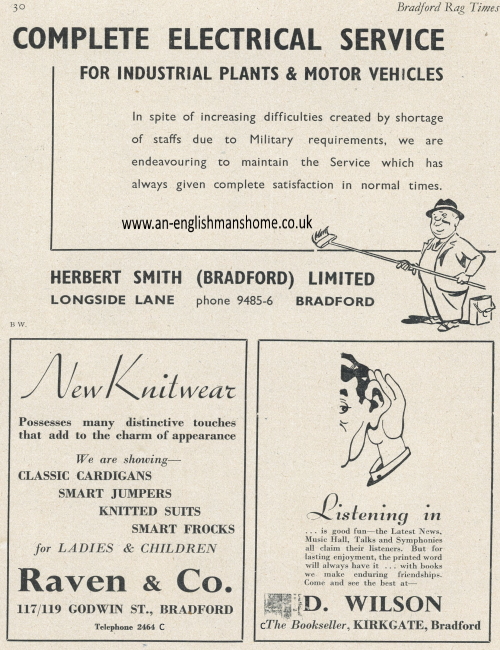 30
Bradford Rag Times
COMPLETE ELECTRICAL SERVICE
FOR INDUSTRIAL PLANTS & MOTOR VEHICLES
In spite of increasing difficulties created by shortage
of staffs due to Military requirements, we are
endeavouring to maintain the Service which has
always given complete satisfaction in normal times.
www.an-englishmanshome.co.uk
HERBERT SMITH (BRADFORD) LIMITED
LONGSIDE LANE phone 9485-6 BRADFORD
B W.
New Knitwear
Possesses many distinctive touches
that add to the charm of appearance
We are showing—
CLASSIC CARDIGANS
SMART JUMPERS
KNITTED SUITS
SMART FROCKS
for LADIES & CHILDREN
Raven & Co.
117/119 GODWIN ST., BRADFORD
Telephone 2464 C
Listening in
... is good fun—the Latest News,
Music Hall, Talks and Symphonies
all claim their listeners. But for
lasting enjoyment, the printed word
will always have it ... with books
we make enduring friendships.
Come and see the best at—
D. WILSON
cThe Bookseller, KIRKGATE, Bradford